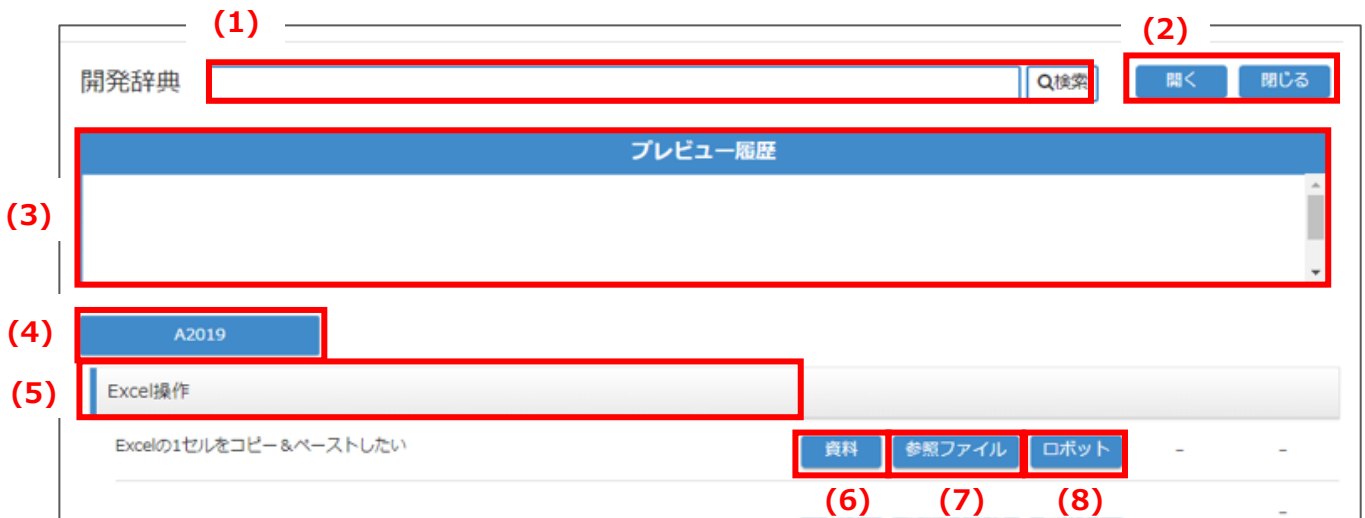 (1)
(2)
開発辞典
検索
開く
閉じる
プレビュー履歴
(3)
(4)
A2019
(5)
Excel操作
Excelの1セルをコピー＆ペーストしたい
資料
参照ファイル
ロボット
-
-
(6)
(7)
(8)
-